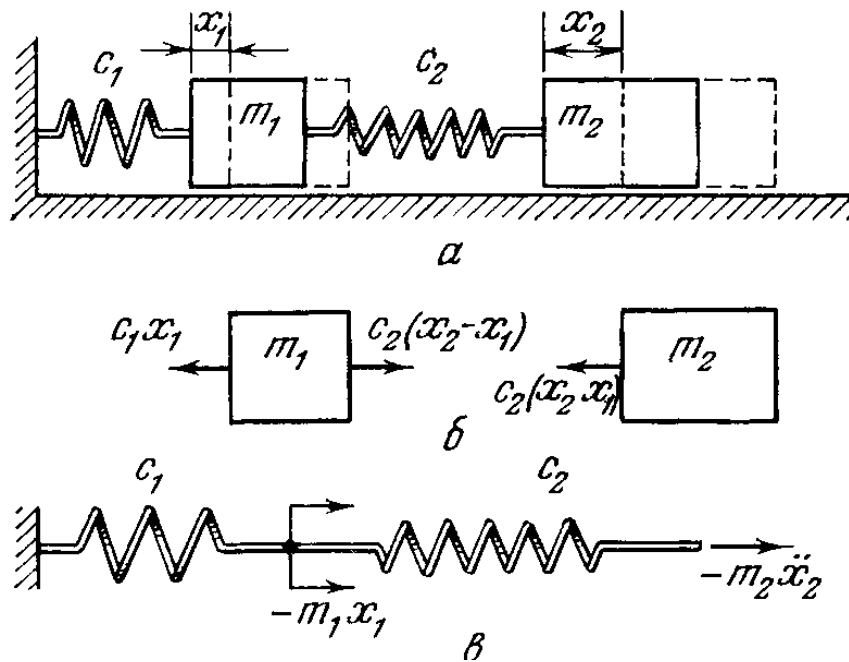 x₁ x₂
c₁ c₂
m₁ m₂
а
c₁x₁ m₁ c₂(x₂-x₁) m₂
c₂(x₂ x₁)
б
c₁ c₂
-m₁x₁ -m₂ẍ₂
в